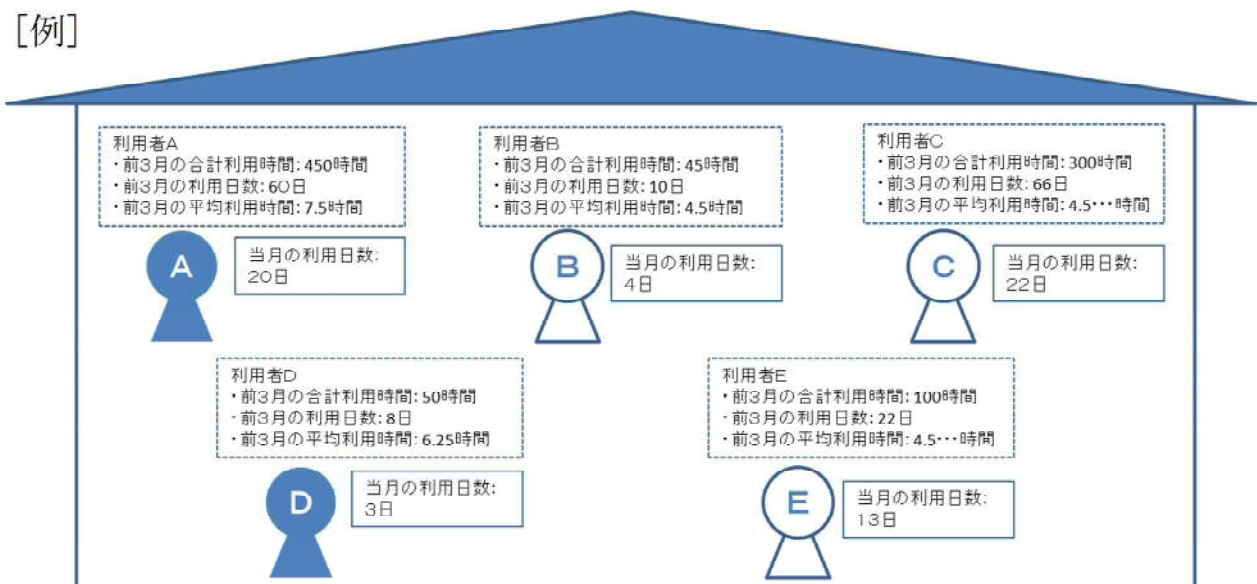 [例]
利用者A
・前3月の合計利用時間:450時間
・前3月の利用日数:60日
・前3月の平均利用時間:7.5時間
利用者B
・前3月の合計利用時間:45時間
・前3月の利用日数:10日
・前3月の平均利用時間:4.5時間
利用者C
・前3月の合計利用時間:300時間
・前3月の利用日数:66日
・前3月の平均利用時間:4.5・・・時間
A
当月の利用日数:
20日
B
当月の利用日数:
4日
C
当月の利用日数:
22日
利用者D
・前3月の合計利用時間:50時間
・前3月の利用日数:8日
・前3月の平均利用時間:6.25時間
利用者E
・前3月の合計利用時間:100時間
・前3月の利用日数:22日
・前3月の平均利用時間:4.5・・・時間
D
当月の利用日数:
3日
E
当月の利用日数:
13日